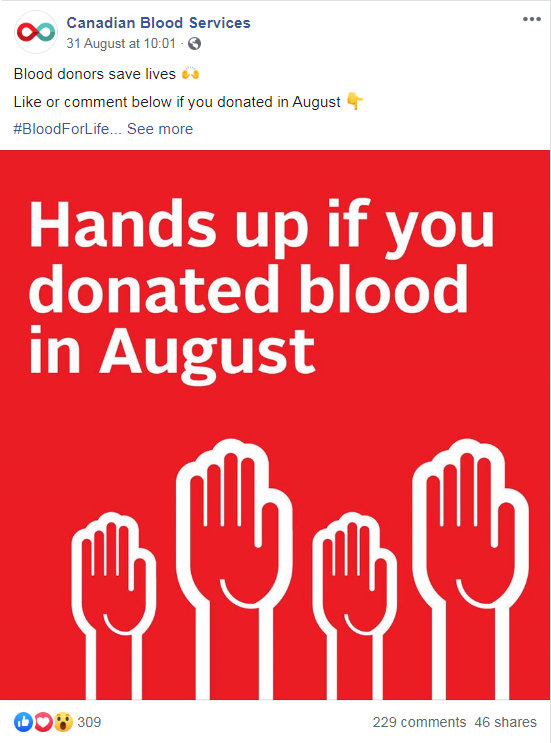 Canadian Blood Services
31 August at 10:01 ·
Blood donors save lives 🙌
Like or comment below if you donated in August 👇
#BloodForLife... See more
Hands up if you
donated blood
in August
309
229 comments 46 shares